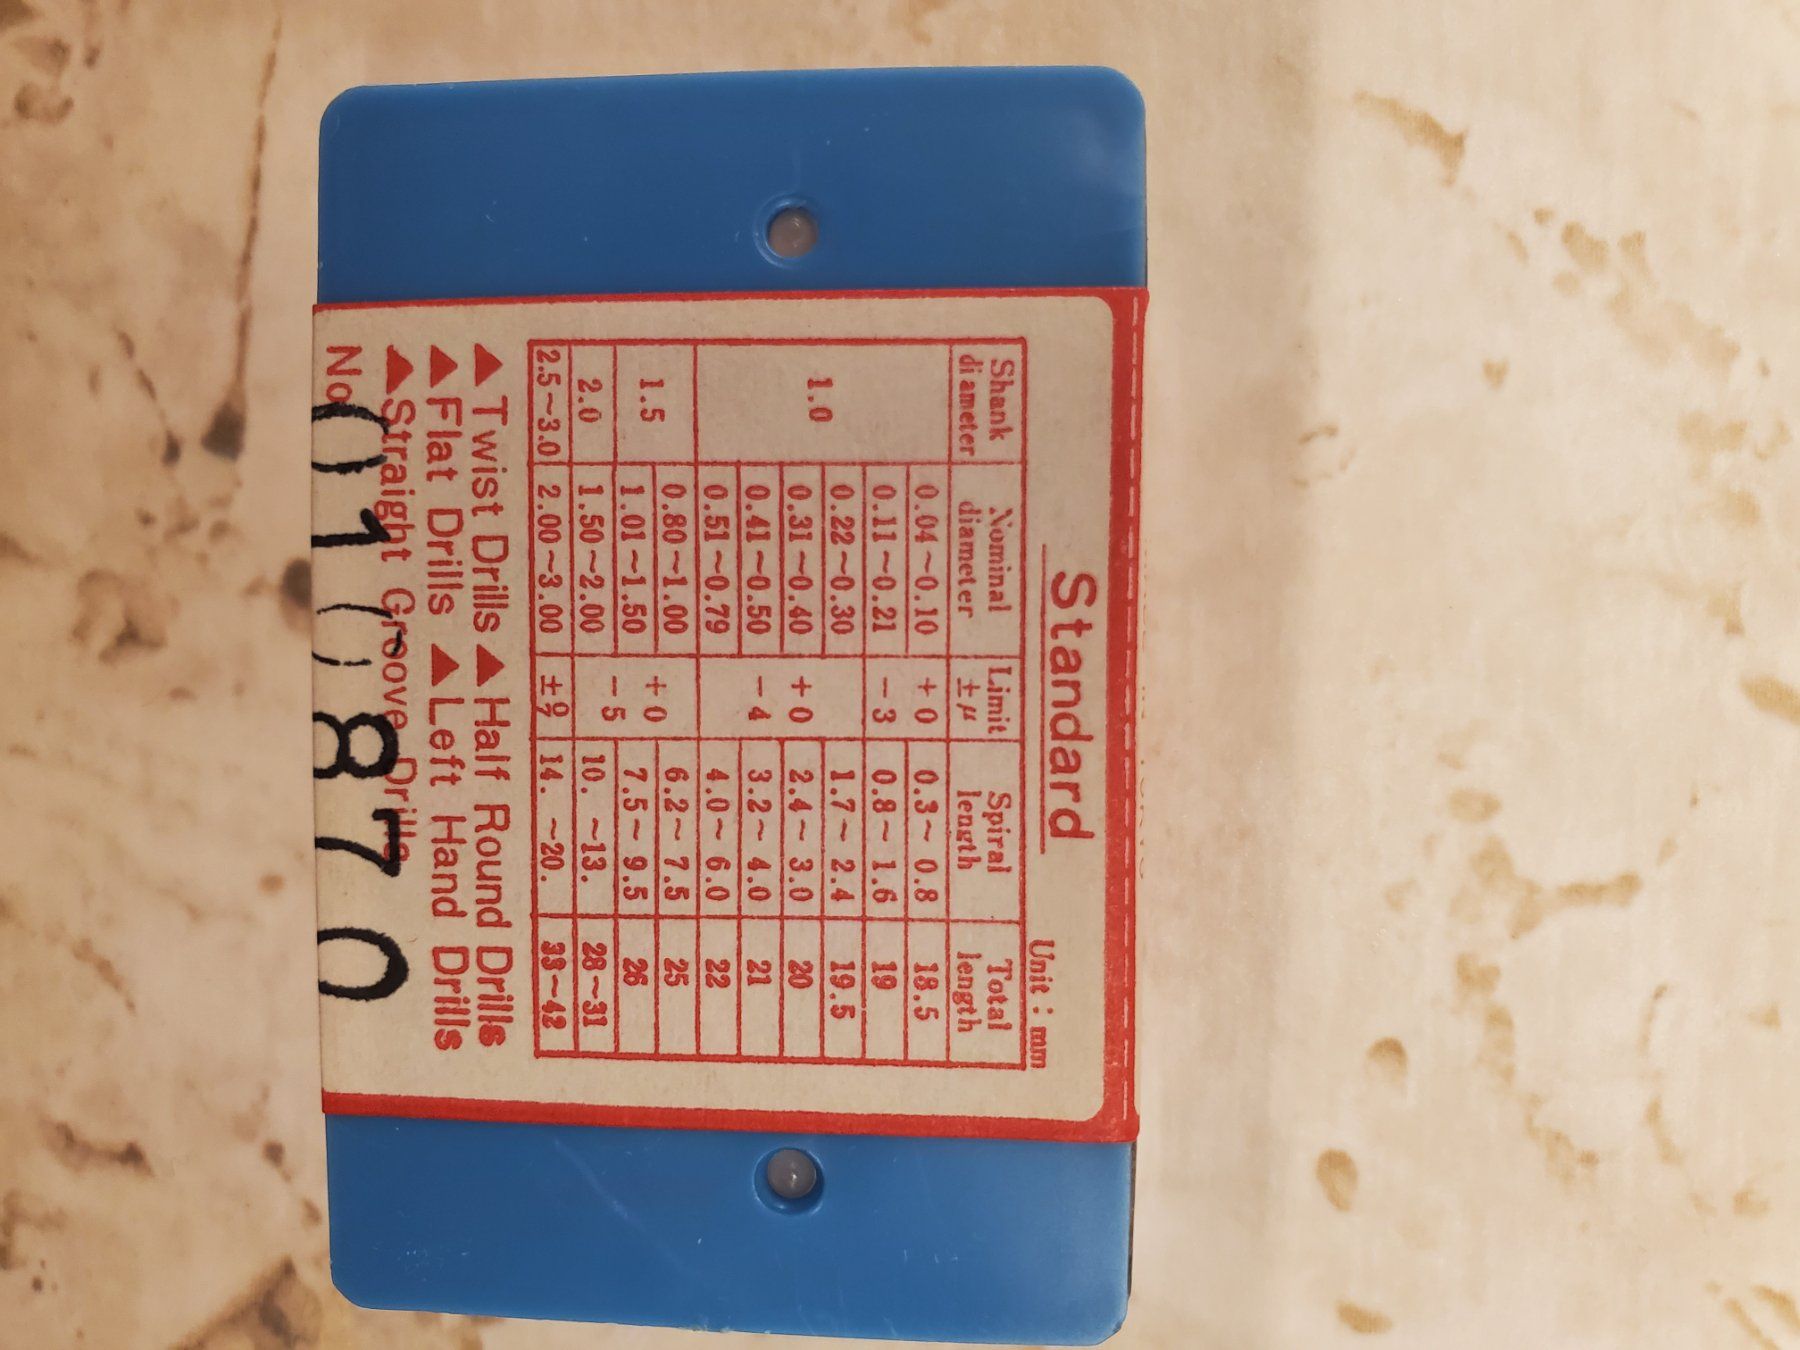 Standard
Unit : mm
Shank diameter Nominal diameter Limit ±μ Spiral length Total length
1.0 0.04~0.10 +0 −3 0.3~0.8 18.5
0.11~0.21 0.8~1.6 19
0.22~0.30 +0 −4 1.7~2.4 19.5
0.31~0.40 2.4~3.0 20
0.41~0.50 3.2~4.0 21
0.51~0.79 4.0~6.0 22
1.5 0.80~1.00 +0 −5 6.2~7.5 25
1.01~1.50 7.5~9.5 26
2.0 1.50~2.00 10. ~13. 28~31
2.5~3.0 2.00~3.00 ±0 7 14. ~20. 33~42
▲ Twist Drills ▲ Half Round Drills
▲ Flat Drills ▲ Left Hand Drills
▲ Straight Groove Drills
No 010870